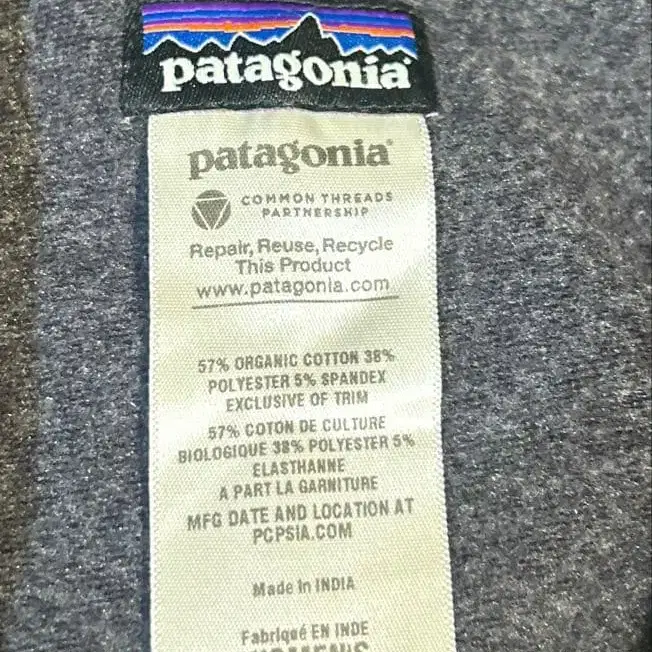 patagonia®
patagonia®
COMMON THREADS
PARTNERSHIP
Repair, Reuse, Recycle
This Product
www.patagonia.com
57% ORGANIC COTTON 38%
POLYESTER 5% SPANDEX
EXCLUSIVE OF TRIM
57% COTON DE CULTURE
BIOLOGIQUE 38% POLYESTER 5%
ELASTHANNE
A PART LA GARNITURE
MFG DATE AND LOCATION AT
PCPSIA.COM
Made in INDIA
Fabriqué EN INDE